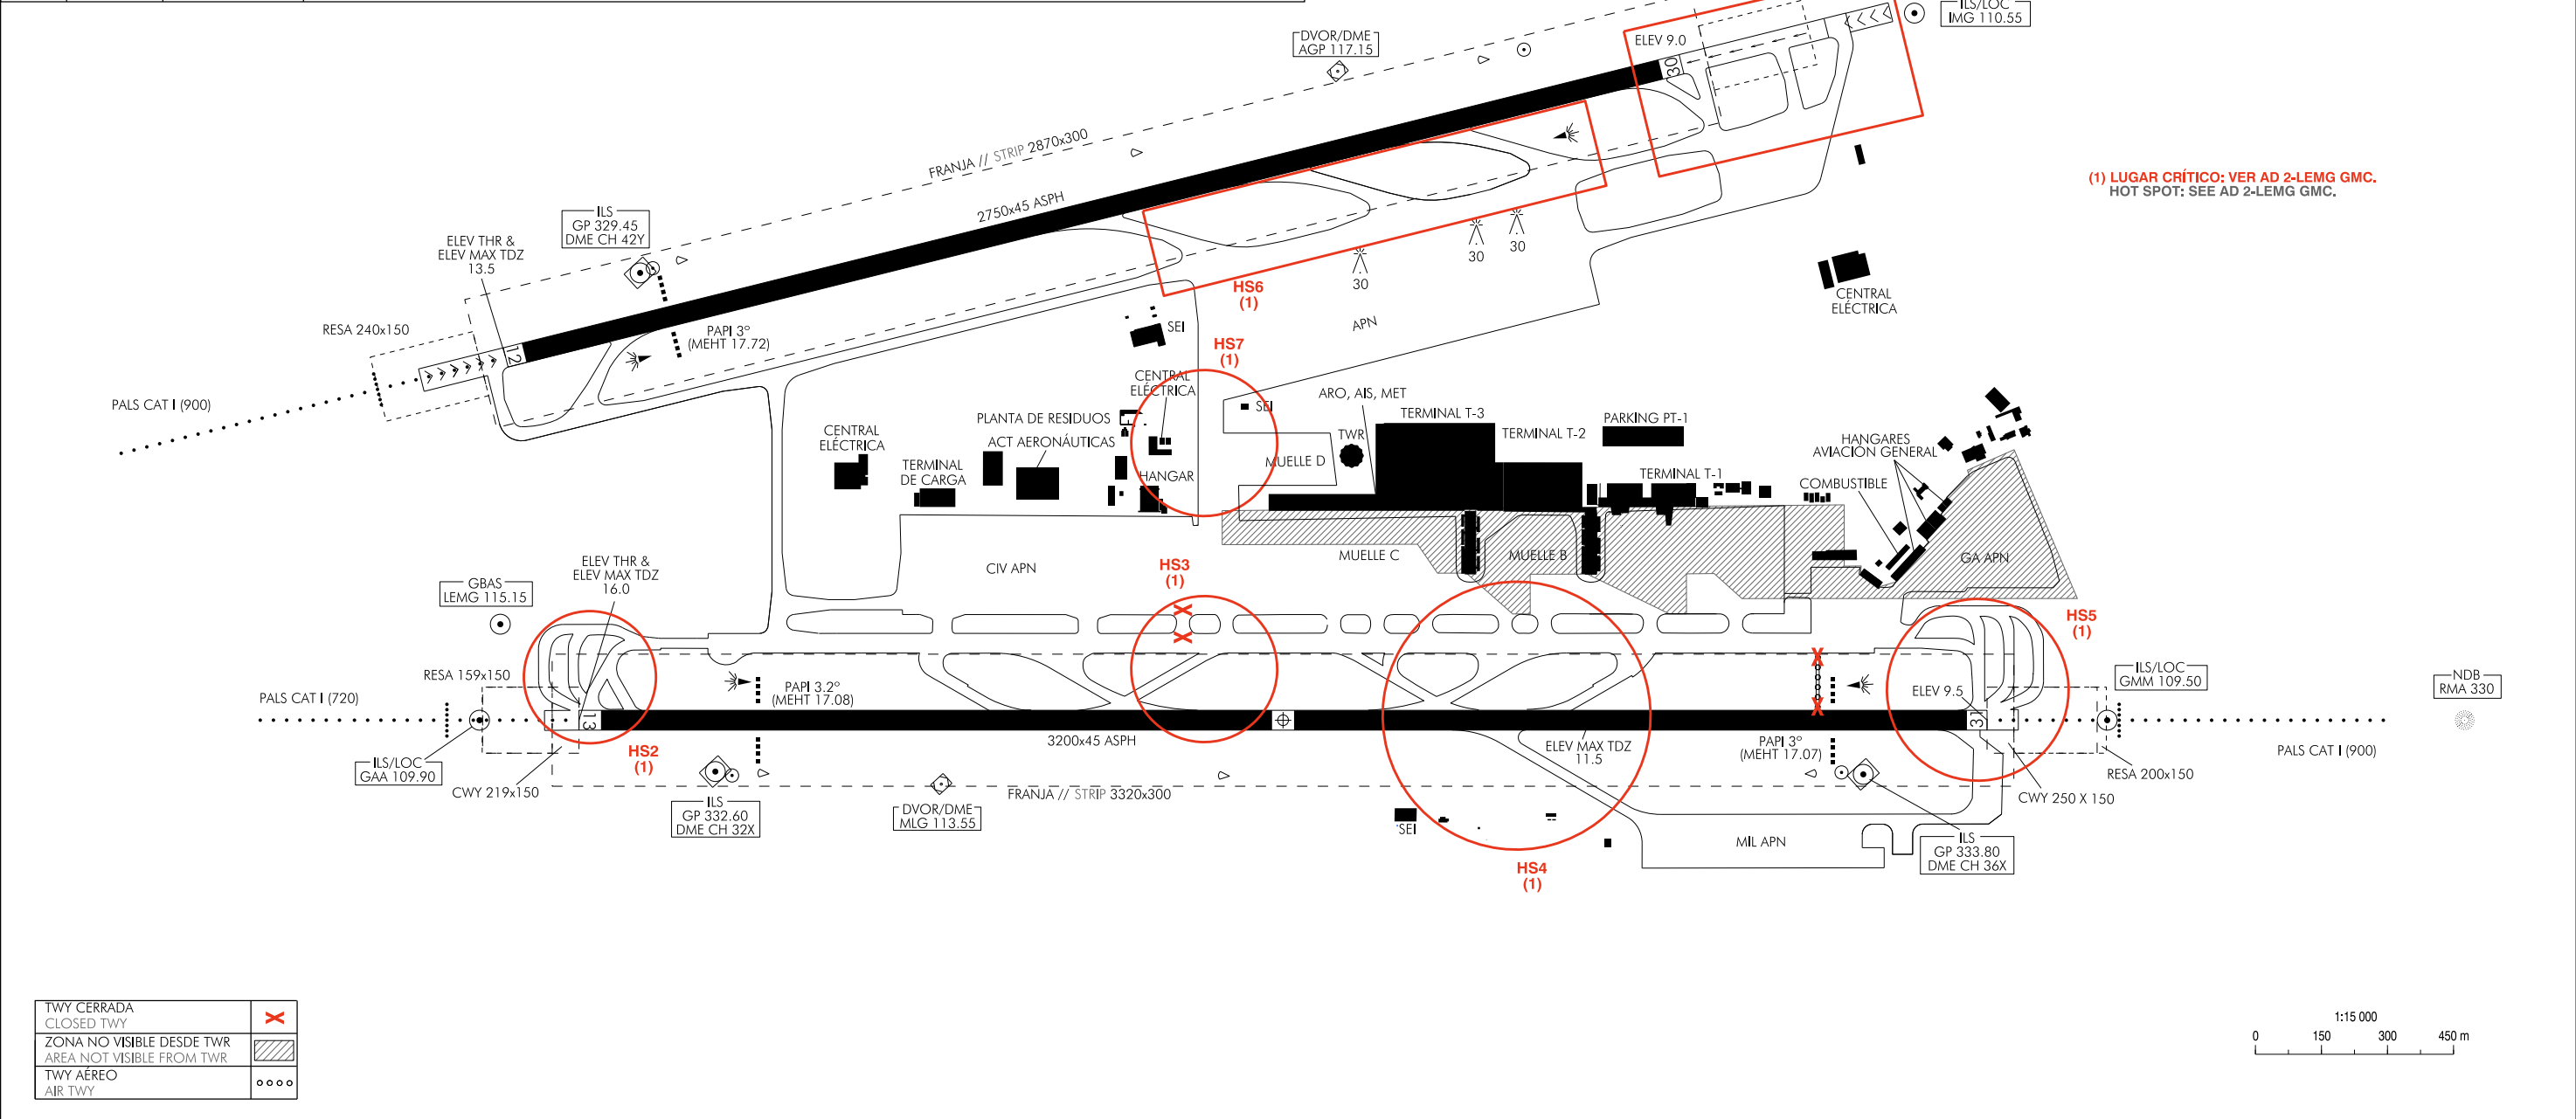 ILS/LOC
IMG 110.55
DVOR/DME
AGP 117.15
ELEV 9.0
30
FRANJA // STRIP 2870x300
2750x45 ASPH
(1) LUGAR CRÍTICO: VER AD 2-LEMG GMC.
HOT SPOT: SEE AD 2-LEMG GMC.
ILS
GP 329.45
DME CH 42Y
ELEV THR &
ELEV MAX TDZ
13.5
30
30
30
HS6
(1)
CENTRAL
ELÉCTRICA
RESA 240x150
PAPI 3º
(MEHT 17.72)
SEI
APN
12
HS7
(1)
PALS CAT I (900)
CENTRAL
ELÉCTRICA
ARO, AIS, MET
SEI
PLANTA DE RESIDUOS
TERMINAL T-3
PARKING PT-1
CENTRAL
ELÉCTRICA
ACT AERONÁUTICAS
TWR
TERMINAL T-2
HANGARES
AVIACIÓN GENERAL
TERMINAL
DE CARGA
HANGAR
MUELLE D
TERMINAL T-1
COMBUSTIBLE
ELEV THR &
ELEV MAX TDZ
16.0
CIV APN
HS3
(1)
MUELLE C
MUELLE B
GA APN
GBAS
LEMG 115.15
HS5
(1)
RESA 159x150
PALS CAT I (720)
PAPI 3.2º
(MEHT 17.08)
ELEV 9.5
ILS/LOC
GMM 109.50
NDB
RMA 330
13
31
3200x45 ASPH
HS2
(1)
ELEV MAX TDZ
11.5
PAPI 3º
(MEHT 17.07)
PALS CAT I (900)
ILS/LOC
GAA 109.90
RESA 200x150
CWY 219x150
FRANJA // STRIP 3320x300
CWY 250 X 150
ILS
GP 332.60
DME CH 32X
DVOR/DME
MLG 113.55
SEI
MIL APN
ILS
GP 333.80
DME CH 36X
HS4
(1)
TWY CERRADA
CLOSED TWY
ZONA NO VISIBLE DESDE TWR
AREA NOT VISIBLE FROM TWR
TWY AÉREO
AIR TWY
1:15 000
0 150 300 450 m